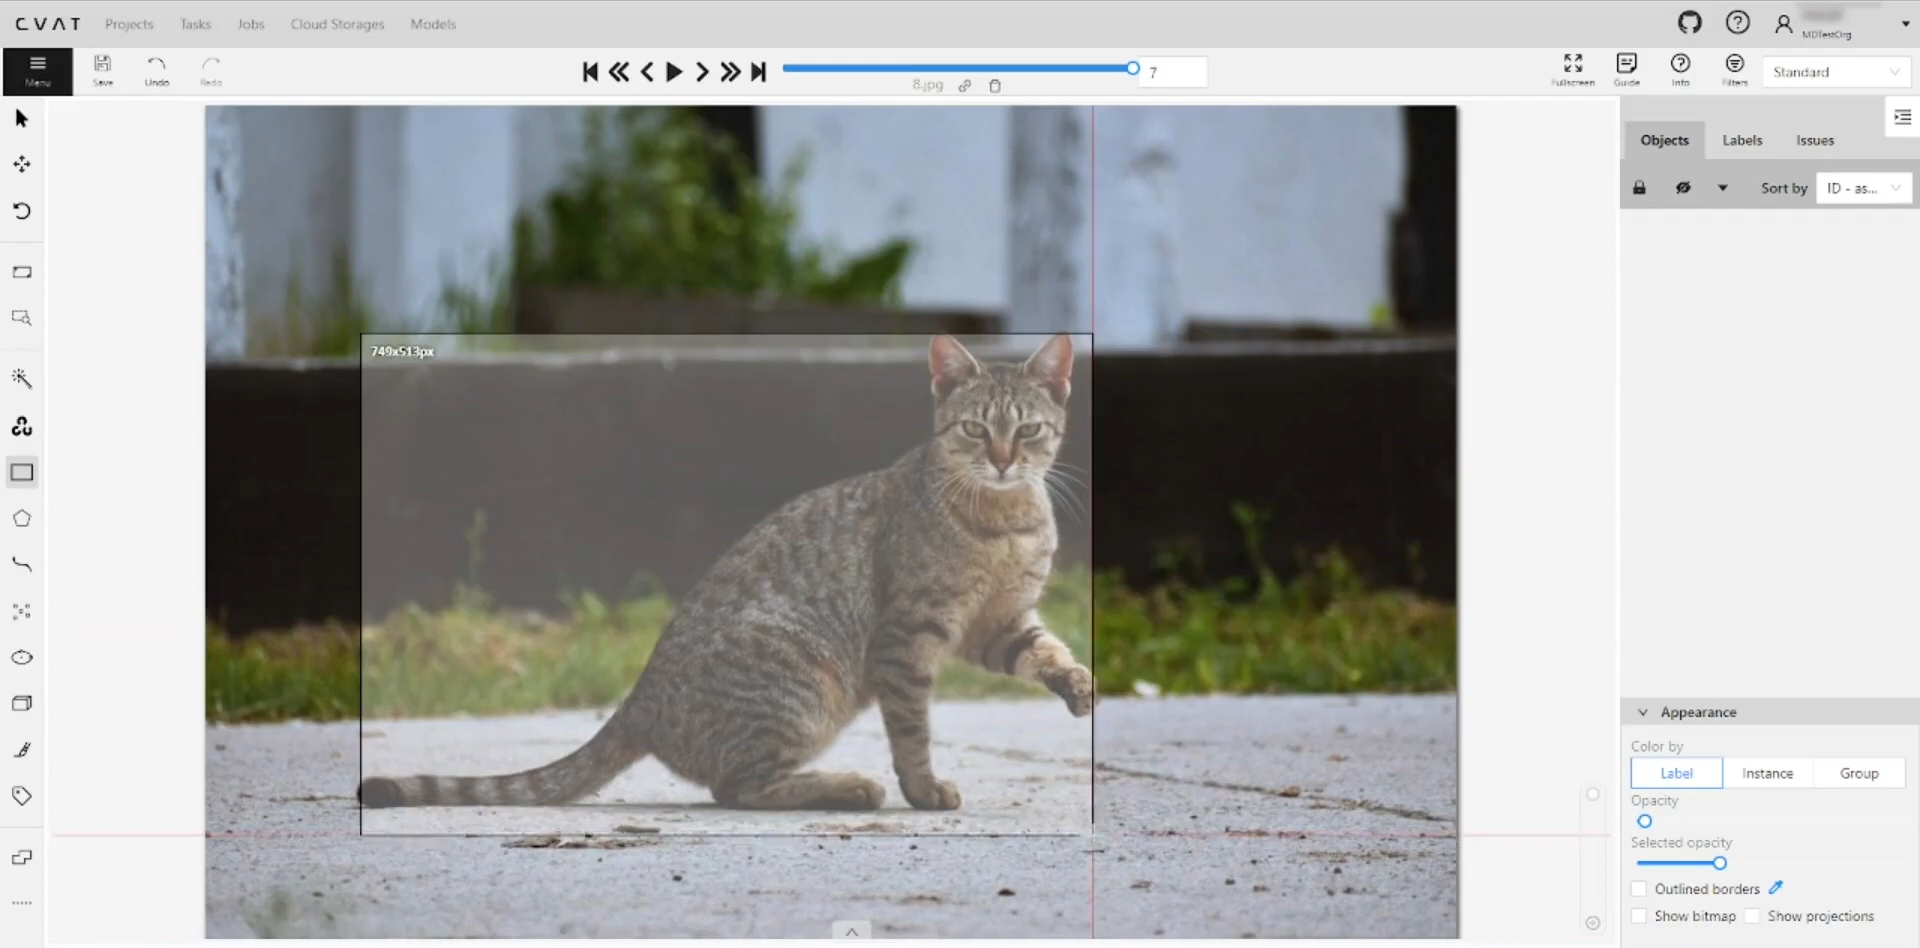 CVAT Projects Tasks Jobs Cloud Storages Models
MDTestOrg
Menu Save Undo Redo 7 Fullscreen Guide Info Filters Standard
8.jpg
Objects Labels Issues
Sort by ID - as...
749x513px
Appearance
Color by
Label Instance Group
Opacity
Selected opacity
Outlined borders
Show bitmap Show projections